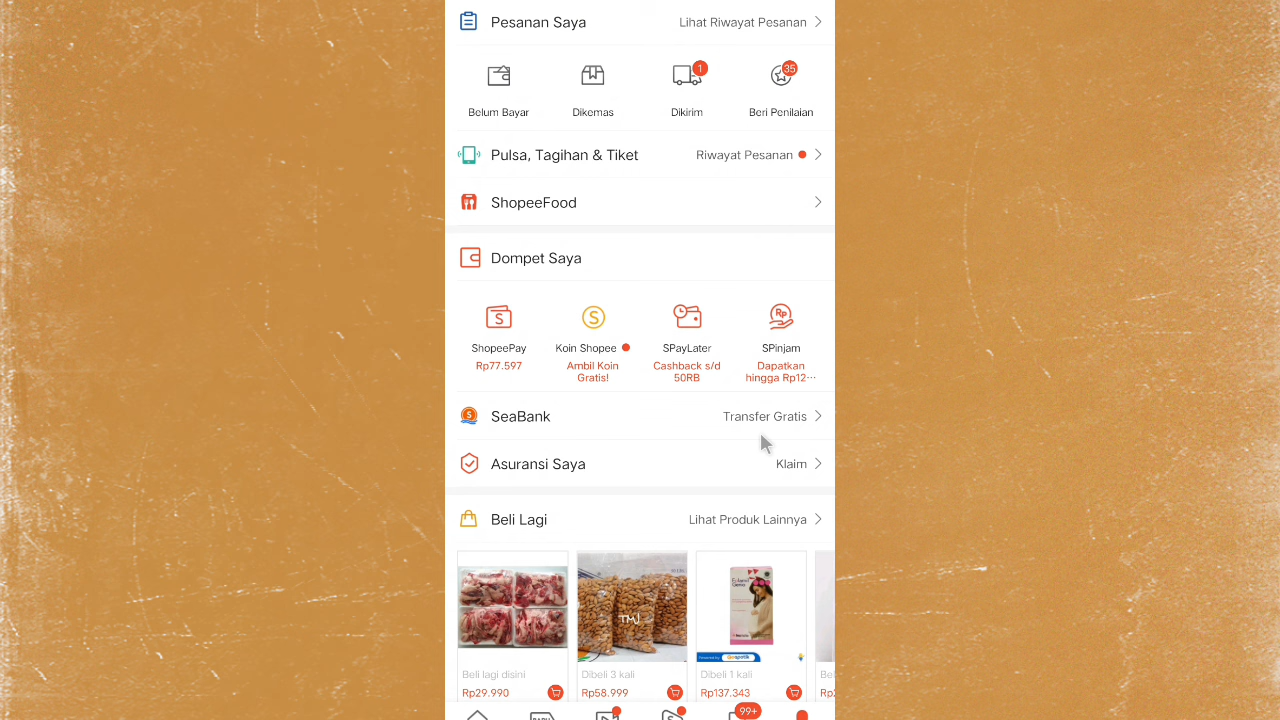 Pesanan Saya
Lihat Riwayat Pesanan
1
35
Belum Bayar
Dikemas
Dikirim
Beri Penilaian
Pulsa, Tagihan & Tiket
Riwayat Pesanan
ShopeeFood
Dompet Saya
ShopeePay
Koin Shopee
SPayLater
SPinjam
Rp77.597
Ambil Koin
Gratis!
Cashback s/d
50RB
Dapatkan
hingga Rp12···
SeaBank
Transfer Gratis
Asuransi Saya
Klaim
Beli Lagi
Lihat Produk Lainnya
TMJ
Beli lagi disini
Dibeli 3 kali
Dibeli 1 kali
Rp29.990
Rp58.999
Rp137.343
99+